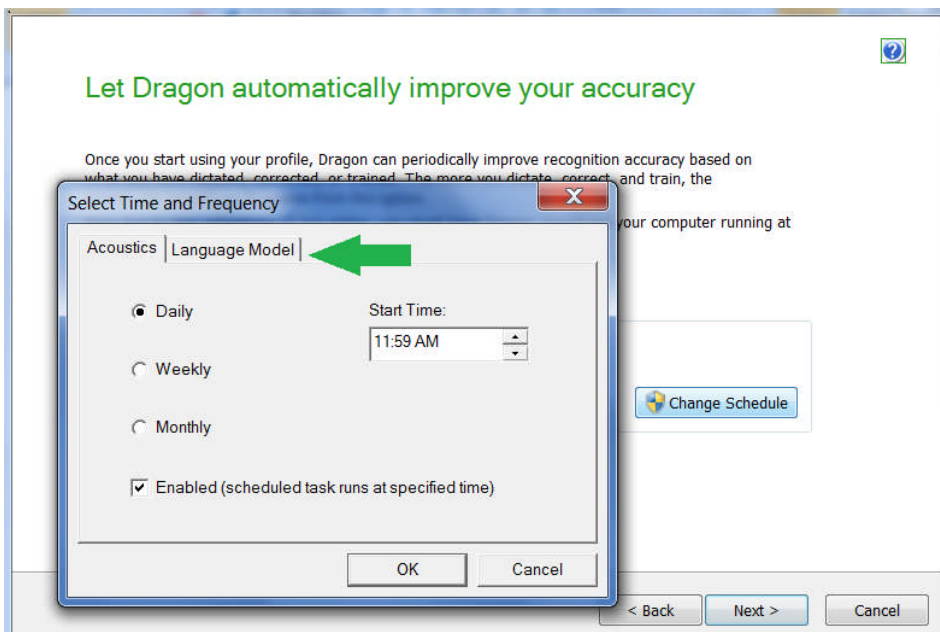 Let Dragon automatically improve your accuracy
Once you start using your profile, Dragon can periodically improve recognition accuracy based on
what you have dictated, corrected, or trained. The more you dictate, correct, and train, the
Select Time and Frequency
your computer running at
Acoustics
Language Model
Daily
Start Time:
11:59 AM
Weekly
Change Schedule
Monthly
Enabled (scheduled task runs at specified time)
OK
Cancel
< Back
Next >
Cancel